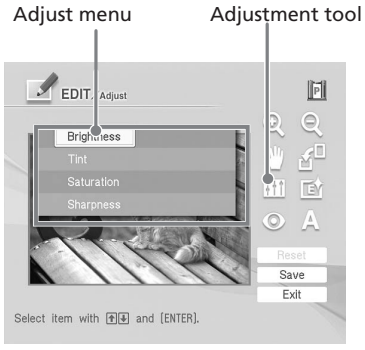 Adjust menu
Adjustment tool
EDIT. Adjust
P
Brightness
Tint
Saturation
Sharpness
E
A
Reset
Save
Exit
Select item with [↑][↓] and [ENTER].